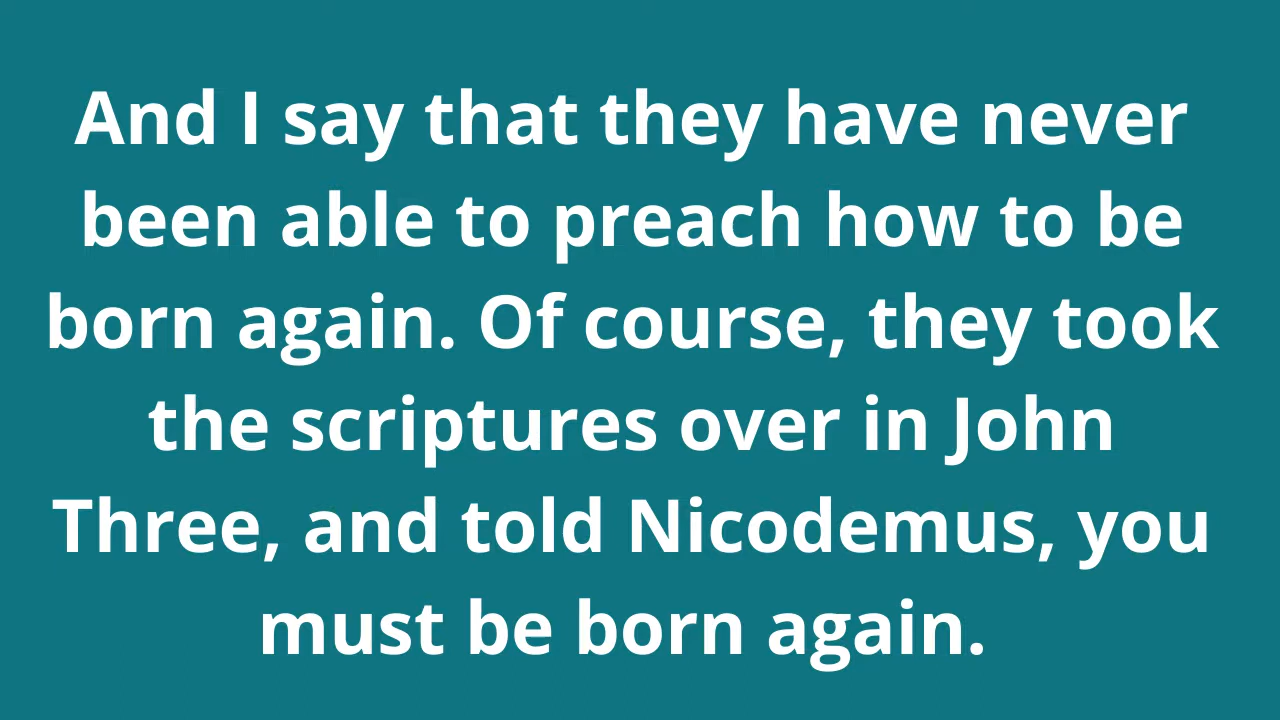 And I say that they have never
been able to preach how to be
born again. Of course, they took
the scriptures over in John
Three, and told Nicodemus, you
must be born again.